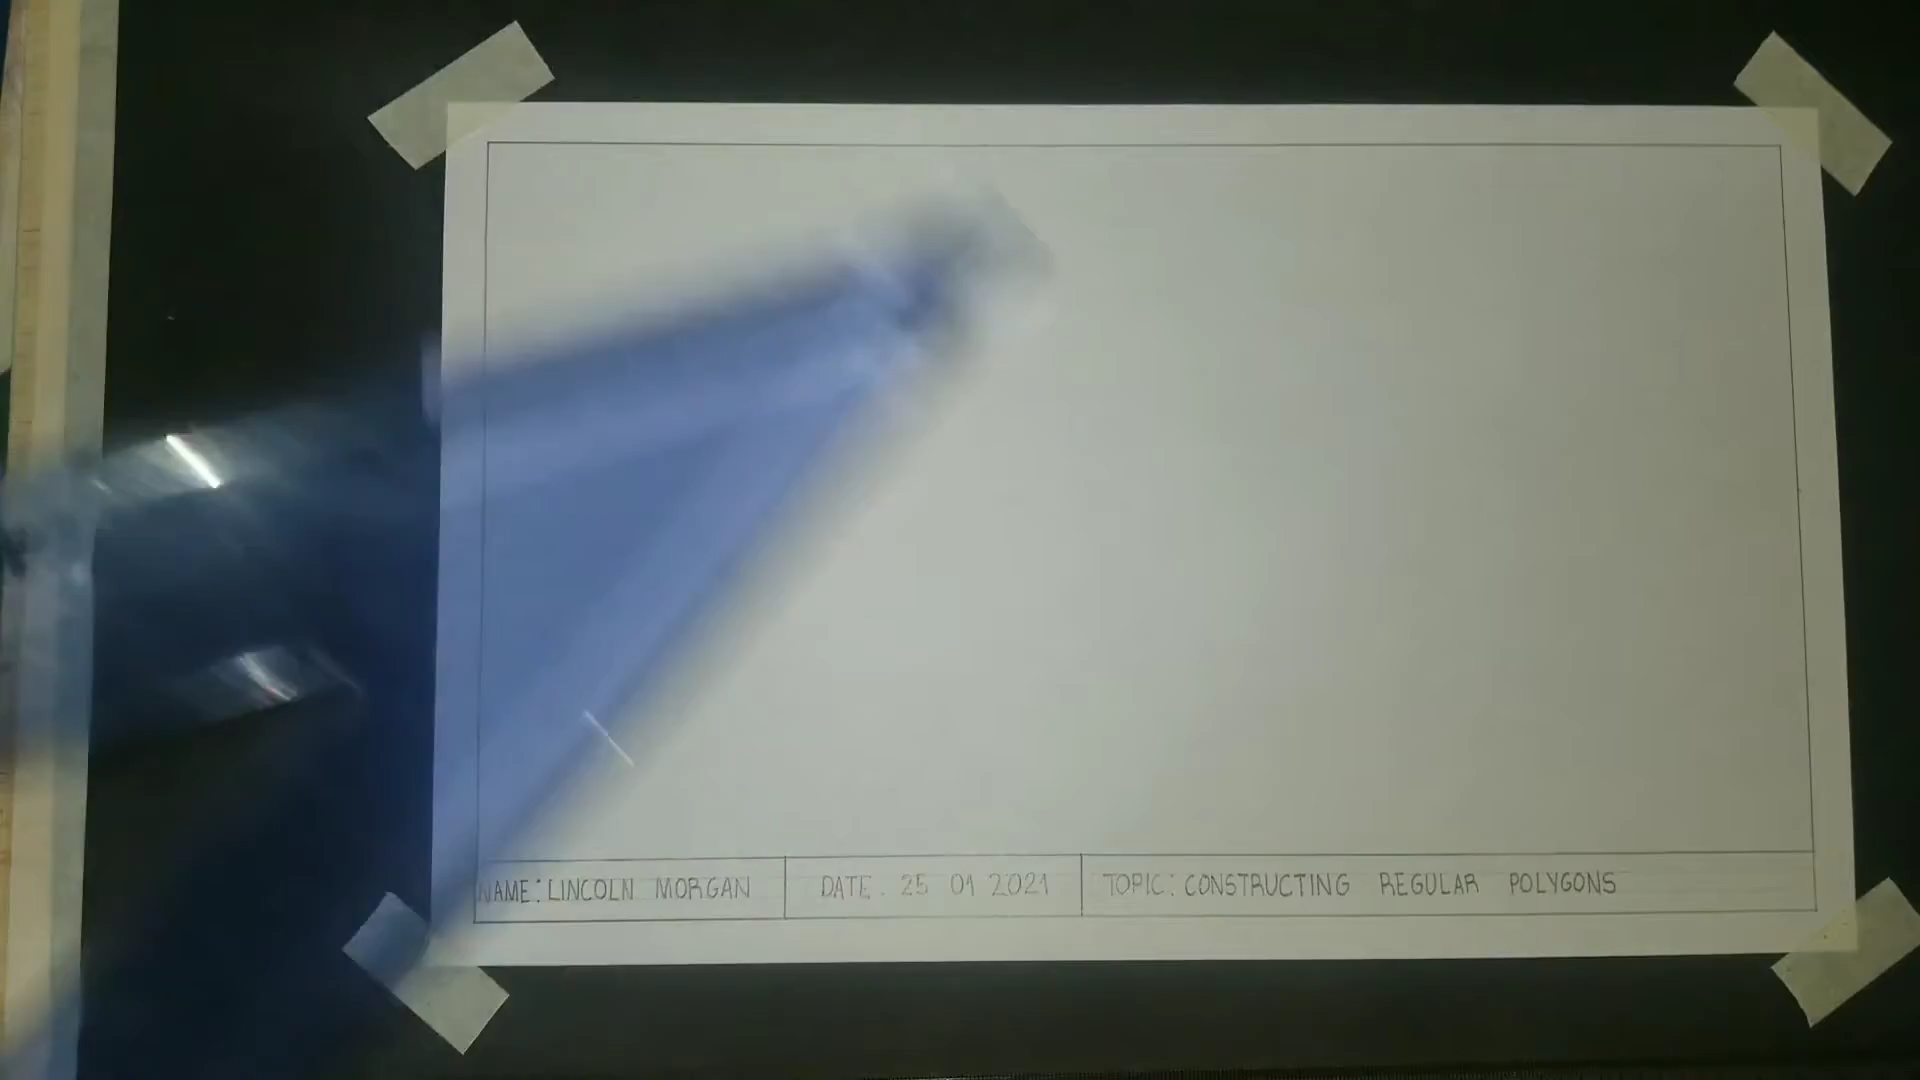 NAME: LINCOLN MORGAN
DATE. 25 01 2021
TOPIC: CONSTRUCTING REGULAR POLYGONS